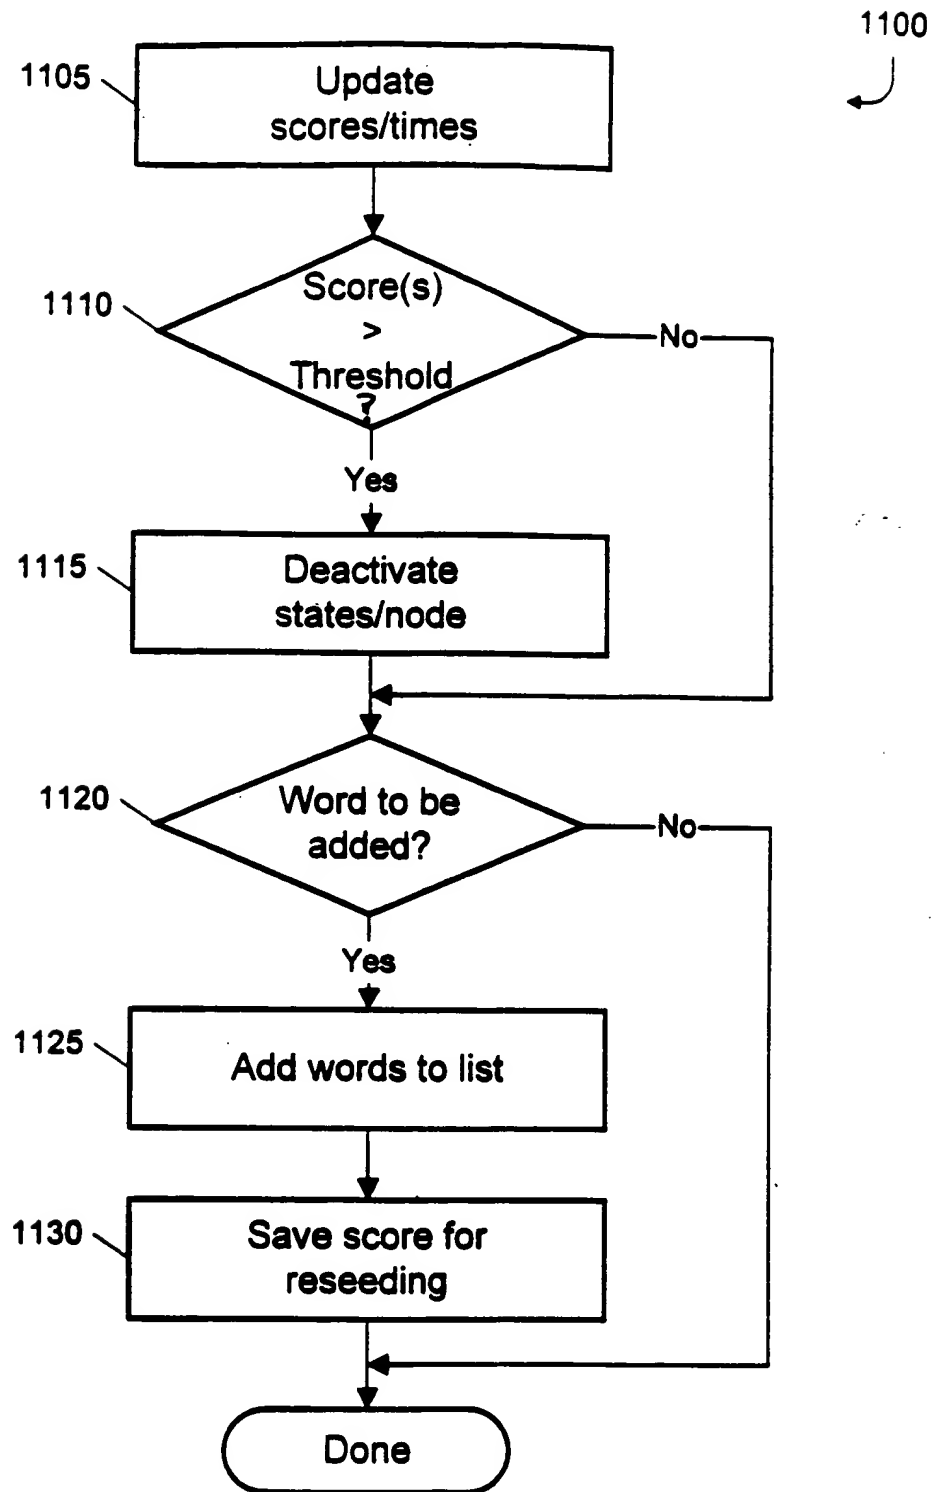 1100
1105
Update
scores/times
1110
Score(s)
>
Threshold
?
No
Yes
1115
Deactivate
states/node
1120
Word to be
added?
No
Yes
1125
Add words to list
1130
Save score for
reseeding
Done